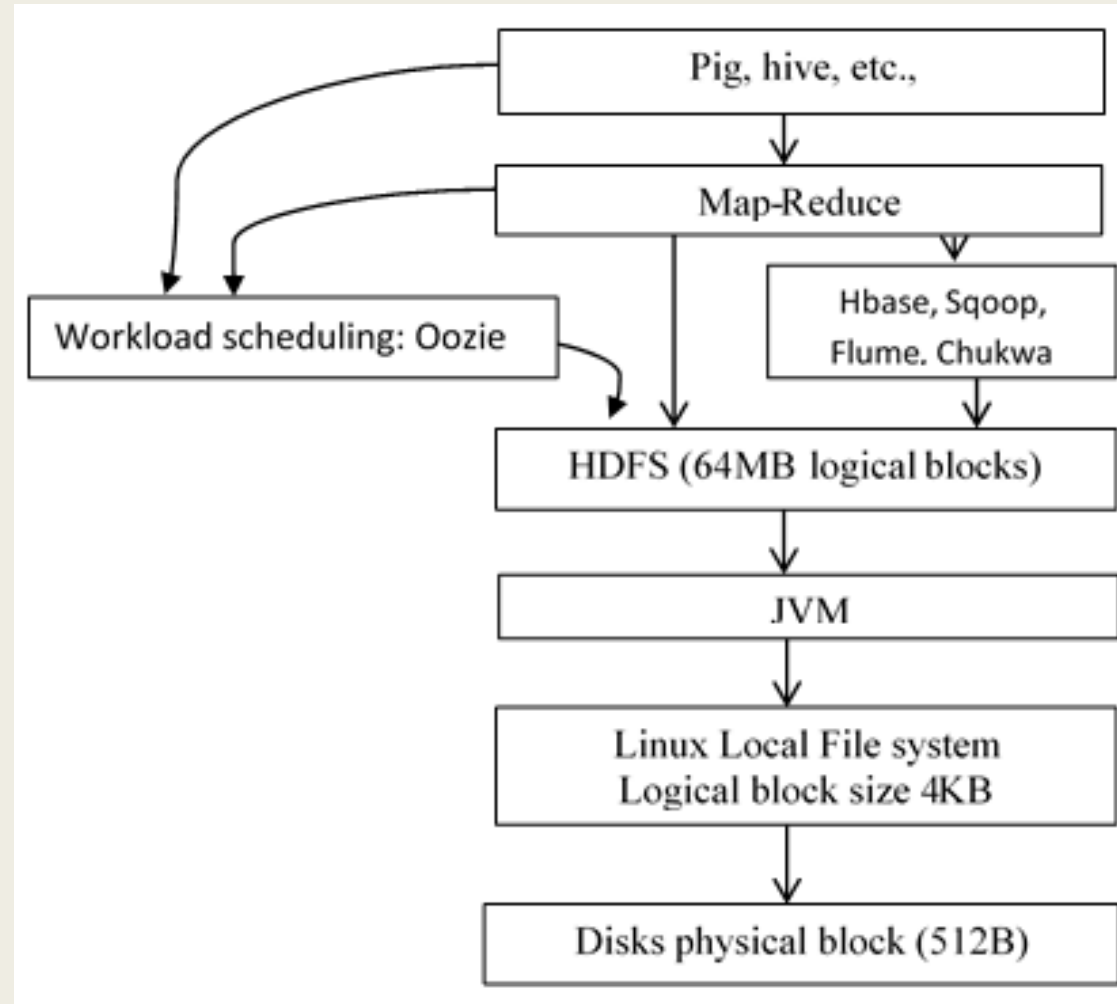 Pig, hive, etc.,
Map-Reduce
Hbase, Sqoop,
Flume. Chukwa
Workload scheduling: Oozie
HDFS (64MB logical blocks)
JVM
Linux Local File system
Logical block size 4KB
Disks physical block (512B)